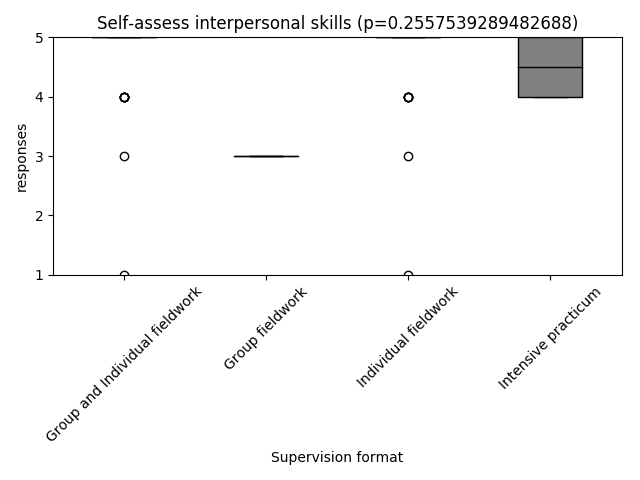 Self-assess interpersonal skills (p=0.2557539289482688)
responses
5
4
3
2
1
Group and Individual fieldwork
Group fieldwork
Individual fieldwork
Intensive practicum
Supervision format